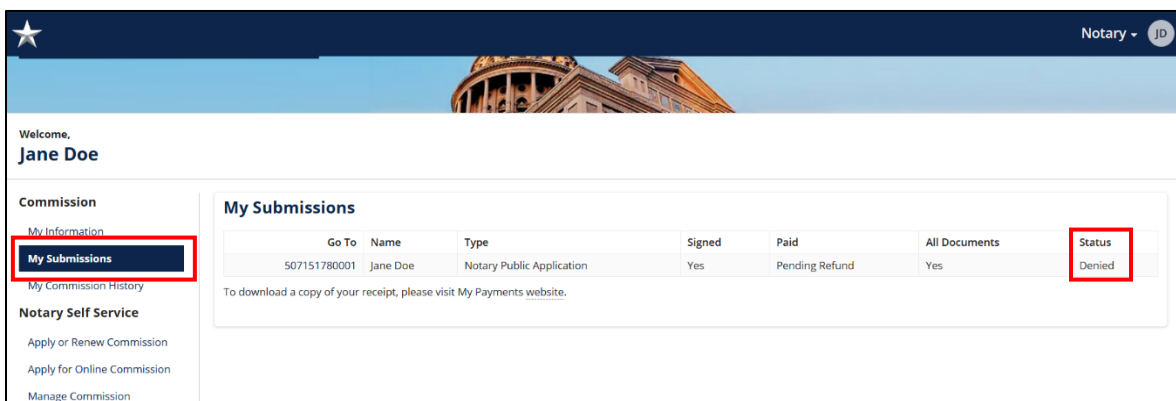 Notary
JD
Welcome,
Jane Doe
Commission
My Information
My Submissions
My Commission History
Notary Self Service
Apply or Renew Commission
Apply for Online Commission
Manage Commission
My Submissions
Go To Name Type Signed Paid All Documents Status
507151780001 Jane Doe Notary Public Application Yes Pending Refund Yes Denied
To download a copy of your receipt, please visit My Payments website.